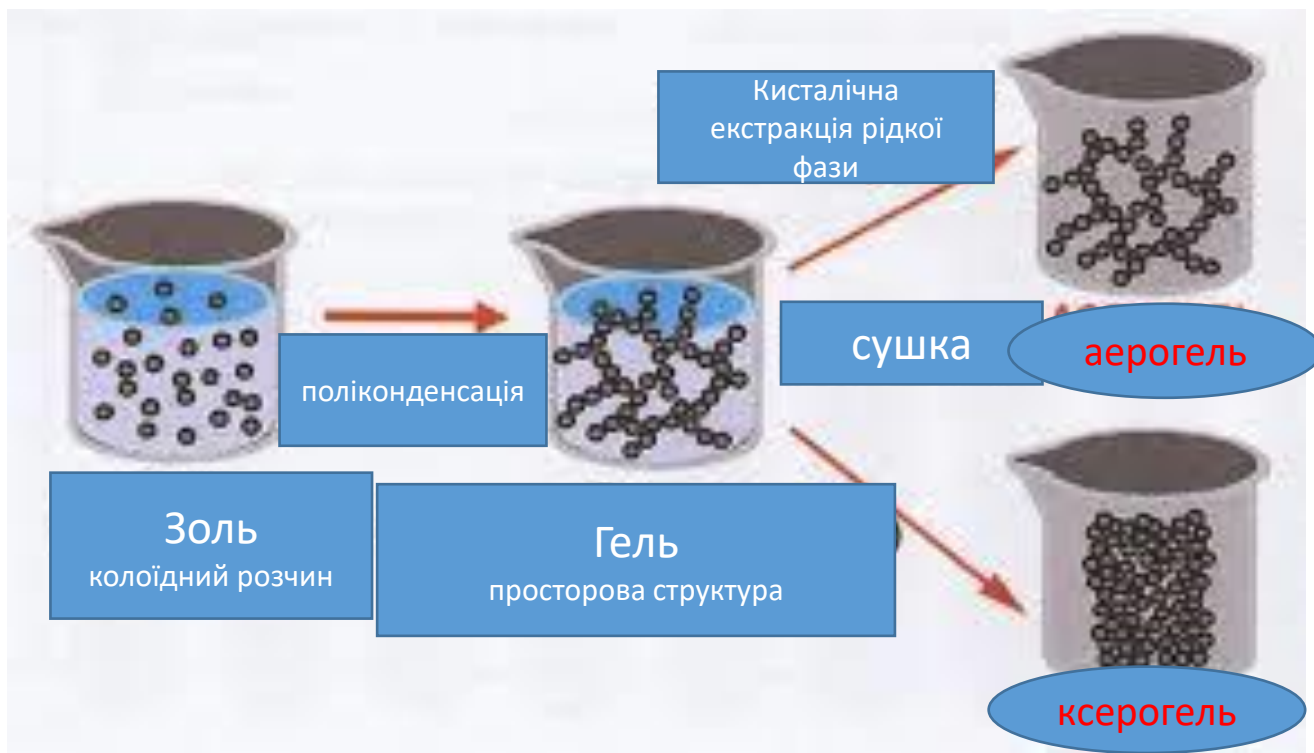 Кисталічна
екстракція рідкої
фази
сушка
аерогель
поліконденсація
Золь
колоїдний розчин
Гель
просторова структура
ксерогель